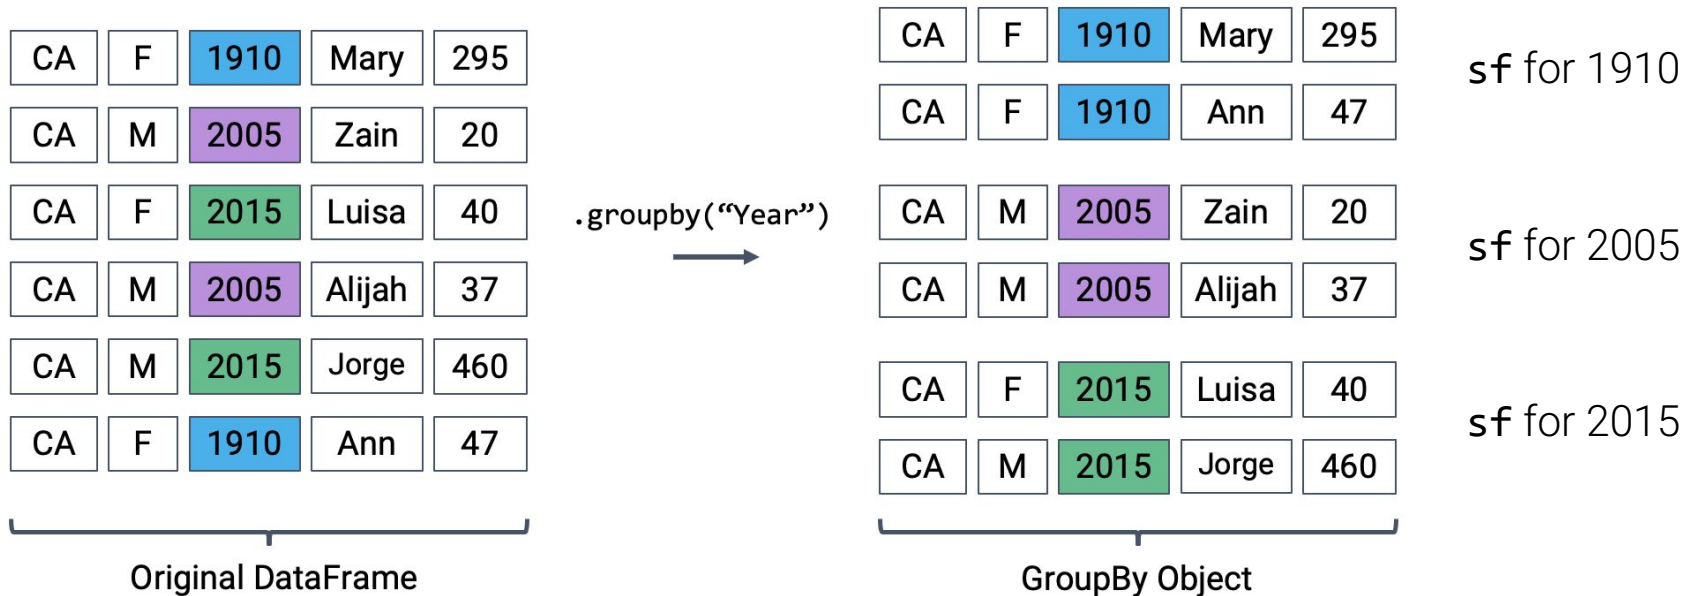 CA F 1910 Mary 295
CA M 2005 Zain 20
CA F 2015 Luisa 40
CA M 2005 Alijah 37
CA M 2015 Jorge 460
CA F 1910 Ann 47
Original DataFrame
.groupby(“Year”)
CA F 1910 Mary 295
CA F 1910 Ann 47
sf for 1910
CA M 2005 Zain 20
CA M 2005 Alijah 37
sf for 2005
CA F 2015 Luisa 40
CA M 2015 Jorge 460
sf for 2015
GroupBy Object